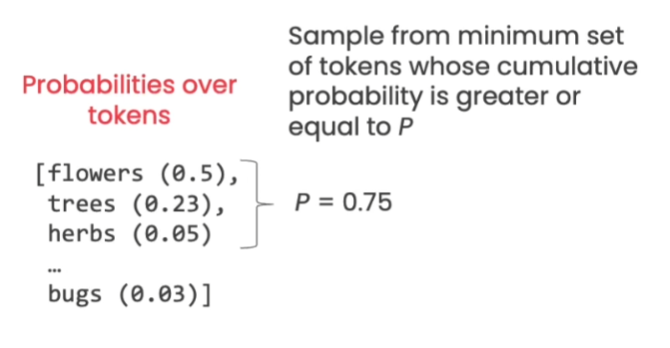 Sample from minimum set
of tokens whose cumulative
probability is greater or
equal to P
Probabilities over
tokens
[flowers (0.5),
trees (0.23),
herbs (0.05)
…
bugs (0.03)]
P = 0.75